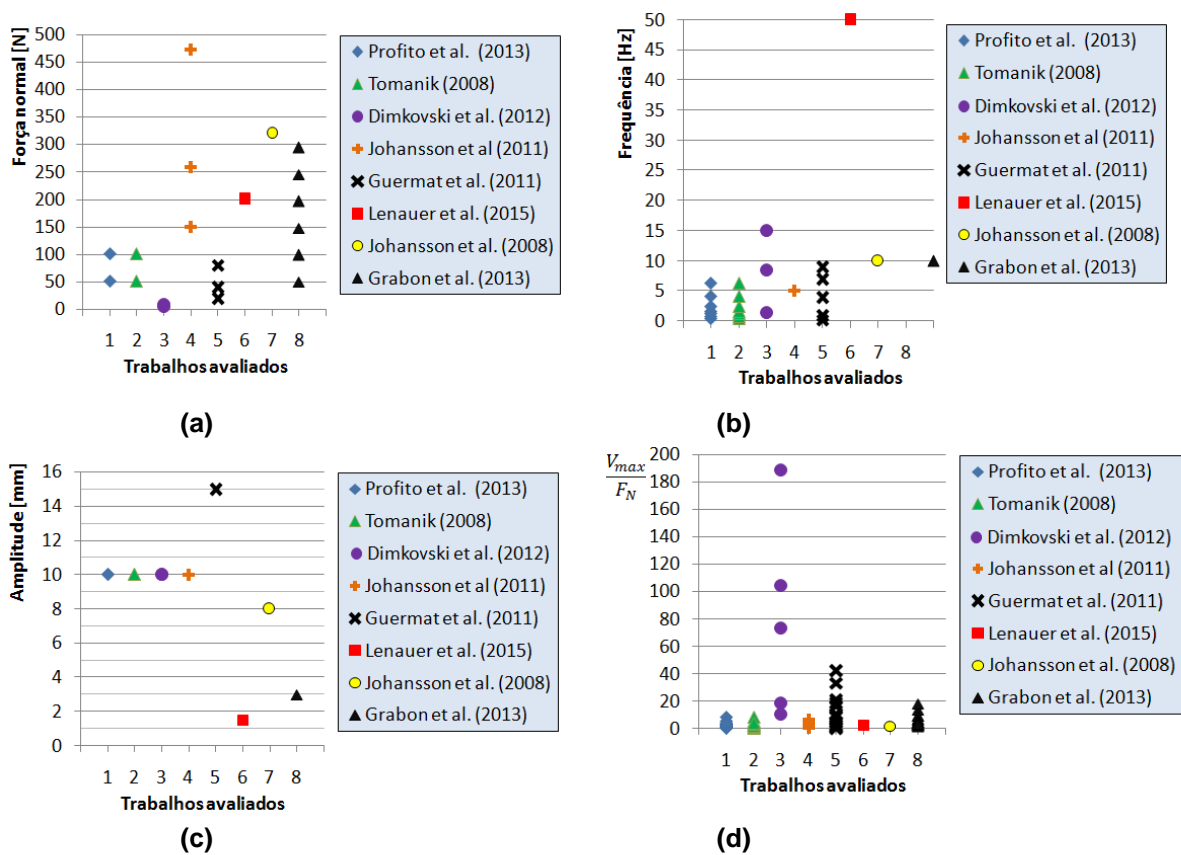 Força normal [N]
500
450
400
350
300
250
200
150
100
50
0
1 2 3 4 5 6 7 8
Trabalhos avaliados
Profito et al. (2013)
Tomanik (2008)
Dimkovski et al. (2012)
Johansson et al (2011)
Guermat et al. (2011)
Lenauer et al. (2015)
Johansson et al. (2008)
Grabon et al. (2013)
(a)
Frequência [Hz]
50
45
40
35
30
25
20
15
10
5
0
1 2 3 4 5 6 7 8
Trabalhos avaliados
Profito et al. (2013)
Tomanik (2008)
Dimkovski et al. (2012)
Johansson et al (2011)
Guermat et al. (2011)
Lenauer et al. (2015)
Johansson et al. (2008)
Grabon et al. (2013)
(b)
Amplitude [mm]
16
14
12
10
8
6
4
2
0
1 2 3 4 5 6 7 8
Trabalhos avaliados
Profito et al. (2013)
Tomanik (2008)
Dimkovski et al. (2012)
Johansson et al (2011)
Guermat et al. (2011)
Lenauer et al. (2015)
Johansson et al. (2008)
Grabon et al. (2013)
(c)
Vmax
FN
200
180
160
140
120
100
80
60
40
20
0
1 2 3 4 5 6 7 8
Trabalhos avaliados
Profito et al. (2013)
Tomanik (2008)
Dimkovski et al. (2012)
Johansson et al (2011)
Guermat et al. (2011)
Lenauer et al. (2015)
Johansson et al. (2008)
Grabon et al. (2013)
(d)